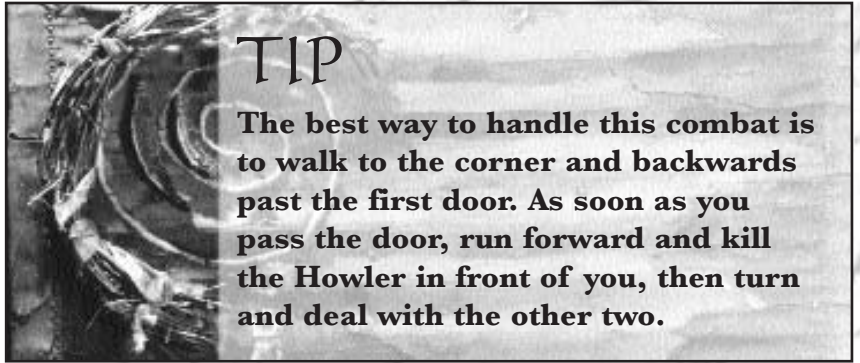 TIP
The best way to handle this combat is
to walk to the corner and backwards
past the first door. As soon as you
pass the door, run forward and kill
the Howler in front of you, then turn
and deal with the other two.